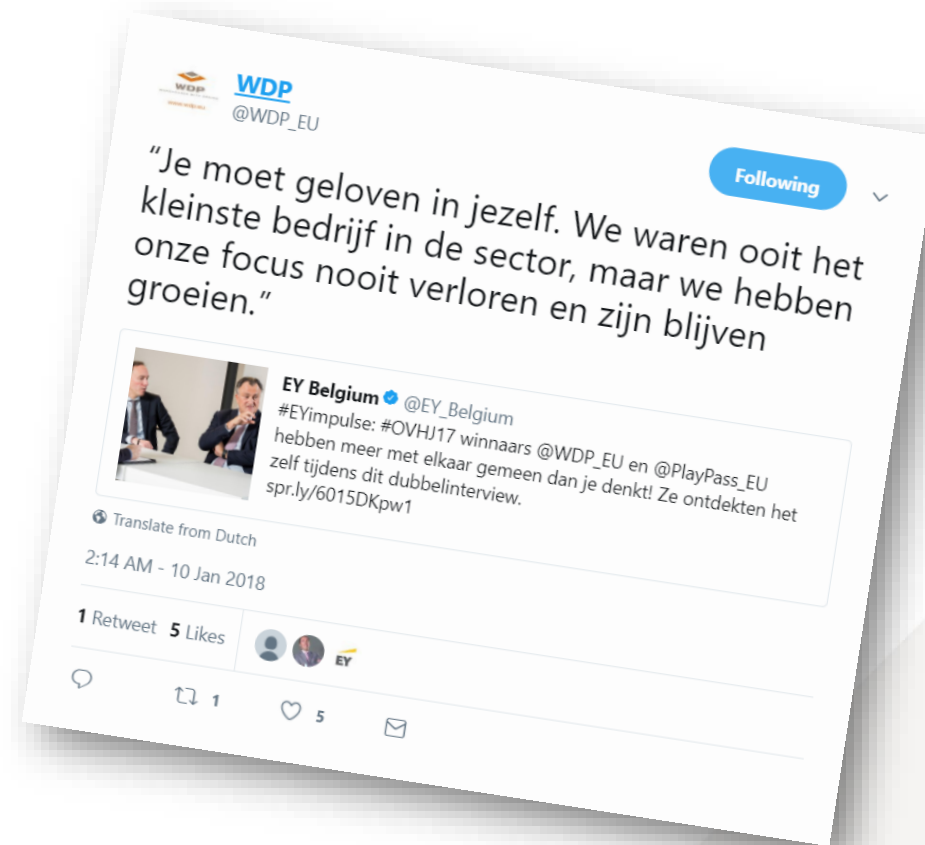 WDP
WDP
@WDP_EU
Following
“Je moet geloven in jezelf. We waren ooit het
kleinste bedrijf in de sector, maar we hebben
onze focus nooit verloren en zijn blijven
groeien.”
EY Belgium @EY_Belgium
#EYimpulse: #OVHJ17 winnaars @WDP_EU en @PlayPass_EU
hebben meer met elkaar gemeen dan je denkt! Ze ontdekten het
zelf tijdens dit dubbelinterview.
spr.ly/6015DKpw1
Translate from Dutch
2:14 AM - 10 Jan 2018
1 Retweet 5 Likes
EY
1 5